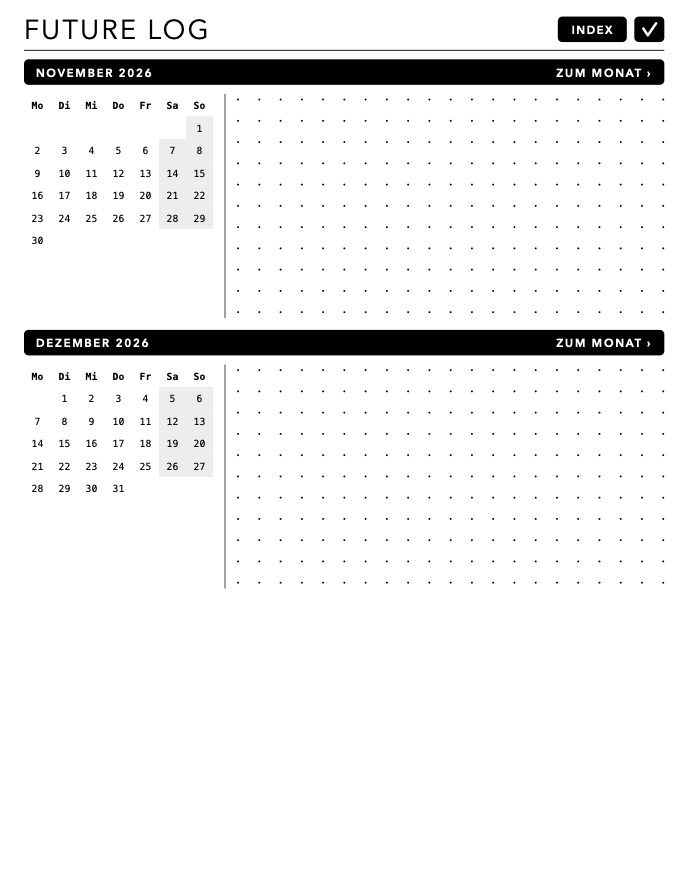 FUTURE LOG
INDEX
NOVEMBER 2026
ZUM MONAT ›
Mo Di Mi Do Fr Sa So
1
2 3 4 5 6 7 8
9 10 11 12 13 14 15
16 17 18 19 20 21 22
23 24 25 26 27 28 29
30
DEZEMBER 2026
ZUM MONAT ›
Mo Di Mi Do Fr Sa So
1 2 3 4 5 6
7 8 9 10 11 12 13
14 15 16 17 18 19 20
21 22 23 24 25 26 27
28 29 30 31